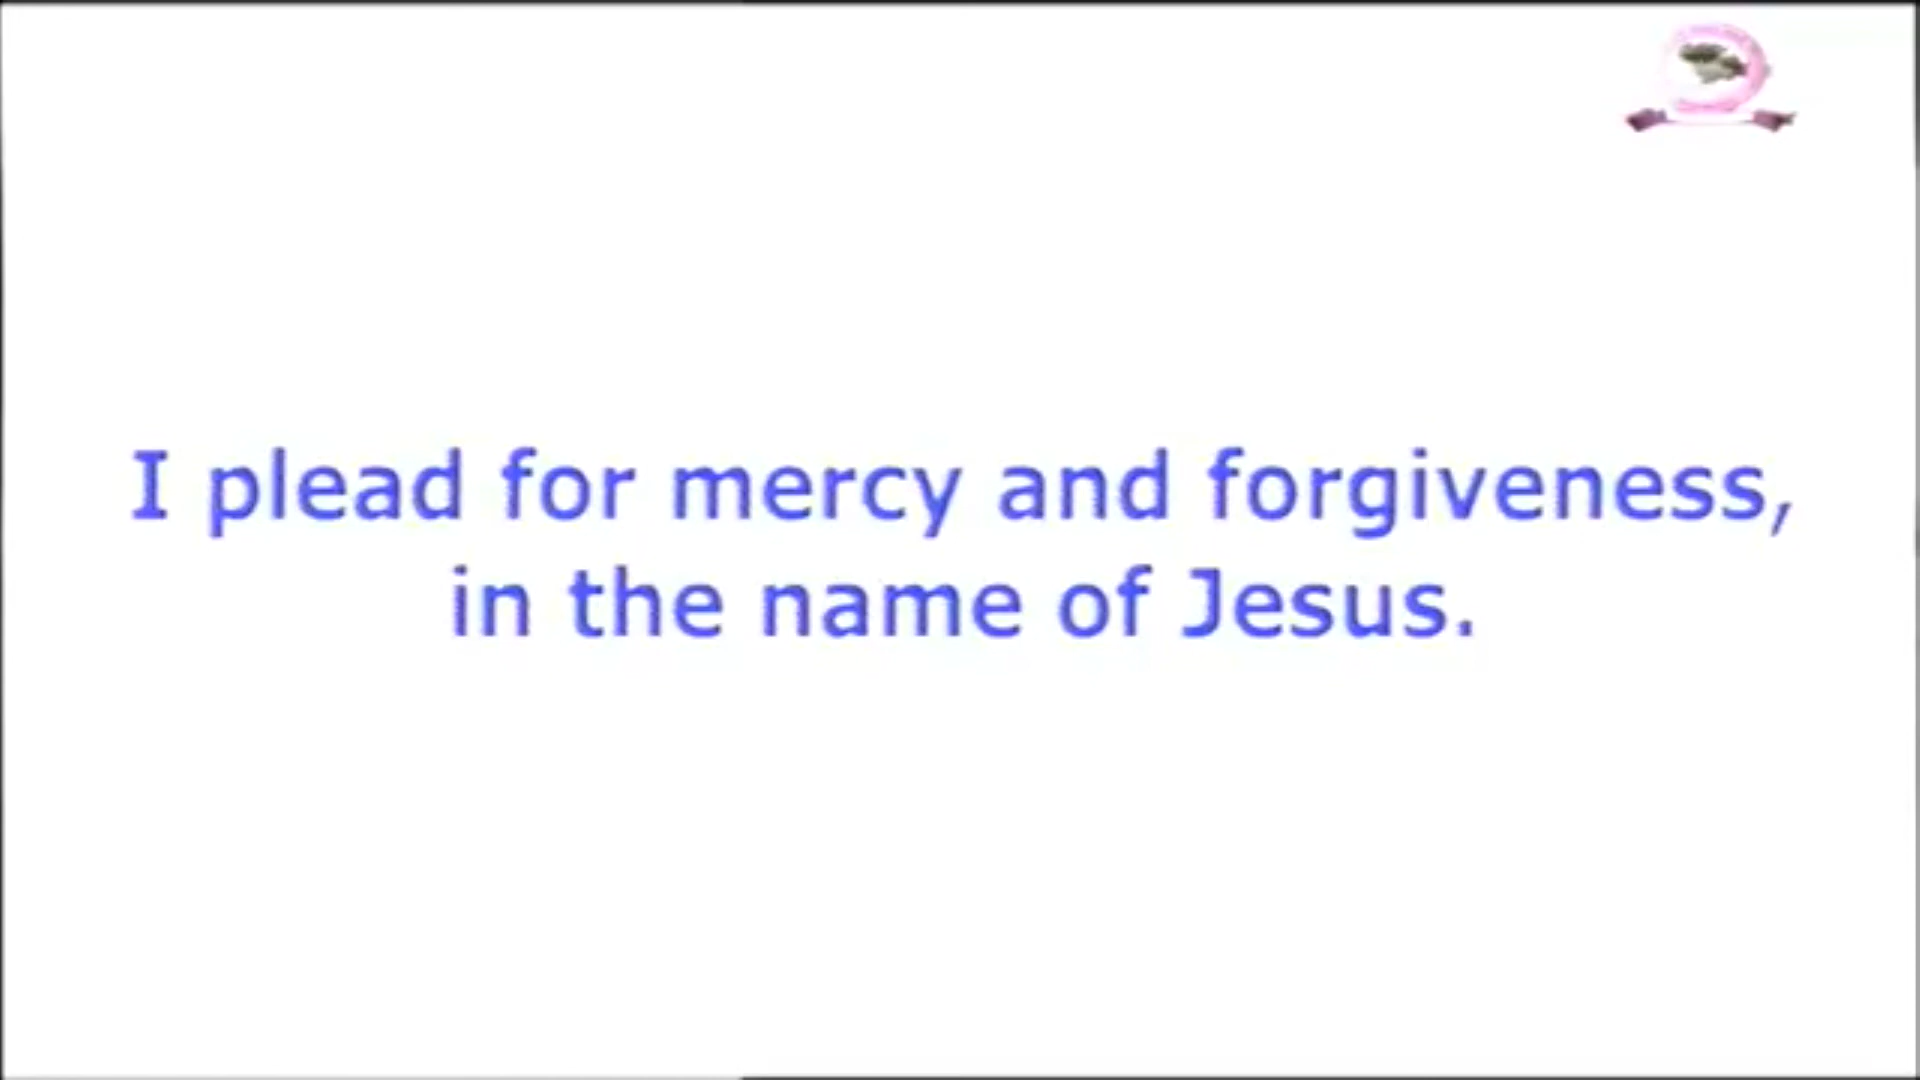 I plead for mercy and forgiveness,
in the name of Jesus.